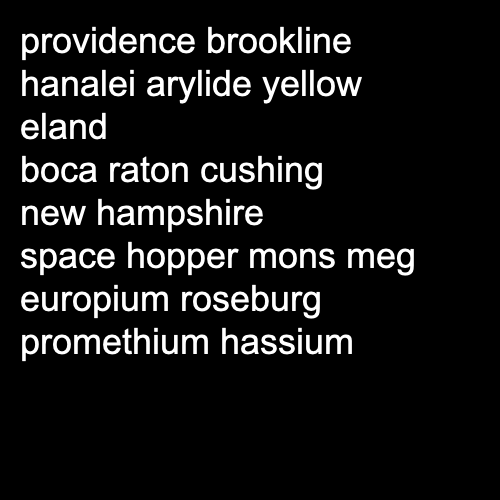 providence brookline
hanalei arylide yellow
eland
boca raton cushing
new hampshire
space hopper mons meg
europium roseburg
promethium hassium